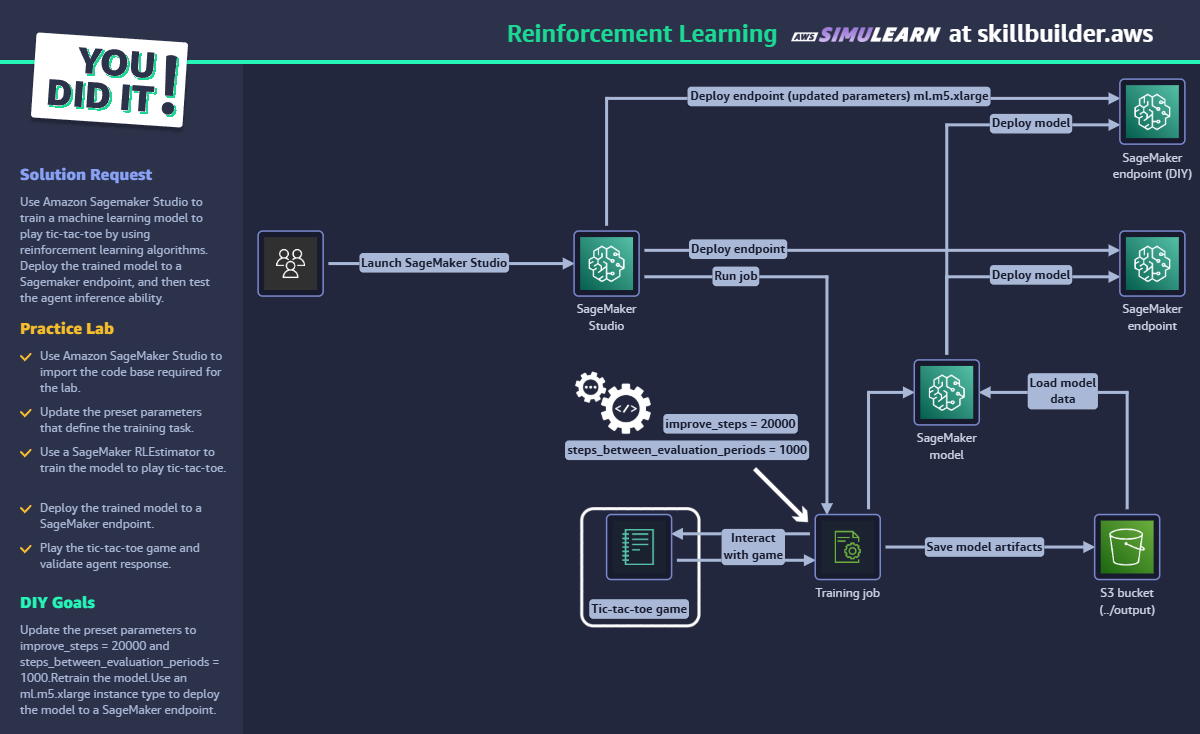 Reinforcement Learning aws SIMULEARN at skillbuilder.aws
YOU
DID IT!
Solution Request
Use Amazon Sagemaker Studio to
train a machine learning model to
play tic-tac-toe by using
reinforcement learning algorithms.
Deploy the trained model to a
Sagemaker endpoint, and then test
the agent inference ability.
Practice Lab
Use Amazon SageMaker Studio to
import the code base required for
the lab.
Update the preset parameters
that define the training task.
Use a SageMaker RLEstimator to
train the model to play tic-tac-toe.
Deploy the trained model to a
SageMaker endpoint.
Play the tic-tac-toe game and
validate agent response.
DIY Goals
Update the preset parameters to
improve_steps = 20000 and
steps_between_evaluation_periods =
1000.Retrain the model.Use an
ml.m5.xlarge instance type to deploy
the model to a SageMaker endpoint.
Deploy endpoint (updated parameters) ml.m5.xlarge
Deploy model
SageMaker
endpoint (DIY)
Launch SageMaker Studio
SageMaker
Studio
Deploy endpoint
Run job
Deploy model
SageMaker
endpoint
</>
improve_steps = 20000
steps_between_evaluation_periods = 1000
SageMaker
model
Load model
data
Interact
with game
Tic-tac-toe game
Training job
Save model artifacts
S3 bucket
(../output)